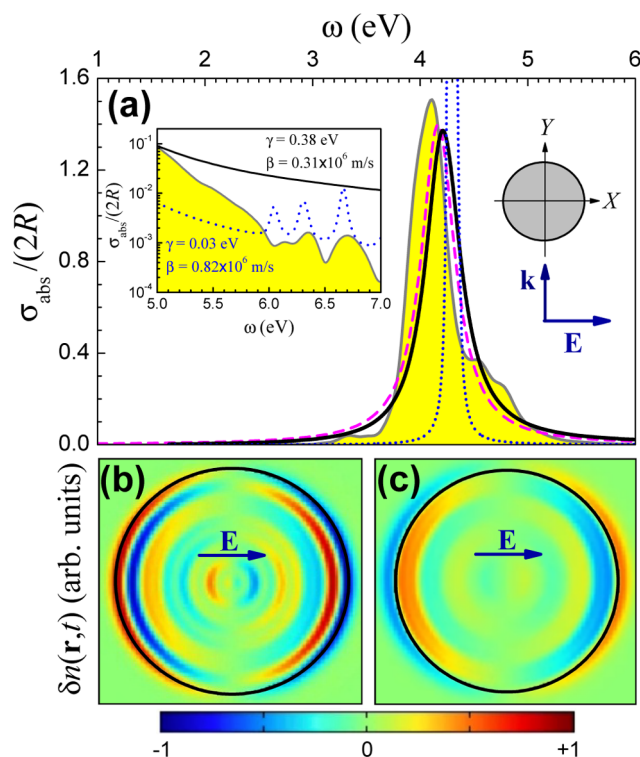 ω (eV)
1 2 3 4 5 6
(a)
σabs/(2R)
1.6
1.2
0.8
0.4
0.0
γ = 0.38 eV
β = 0.31x10⁶ m/s
10⁻¹
10⁻²
10⁻³
10⁻⁴
σabs/(2R)
γ = 0.03 eV
β = 0.82x10⁶ m/s
5.0 5.5 6.0 6.5 7.0
ω (eV)
Y
X
k
E
(b)
E
(c)
E
δn(r,t) (arb. units)
-1 0 +1